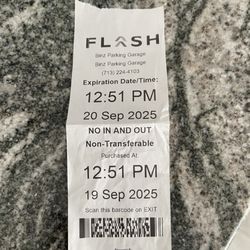 FLASH
Binz Parking Garage
Binz Parking Garage
(713) 224-4103
Expiration Date/Time:
12:51 PM
20 Sep 2025
NO IN AND OUT
Non-Transferable
Purchased At:
12:51 PM
19 Sep 2025
Scan this barcode on EXIT